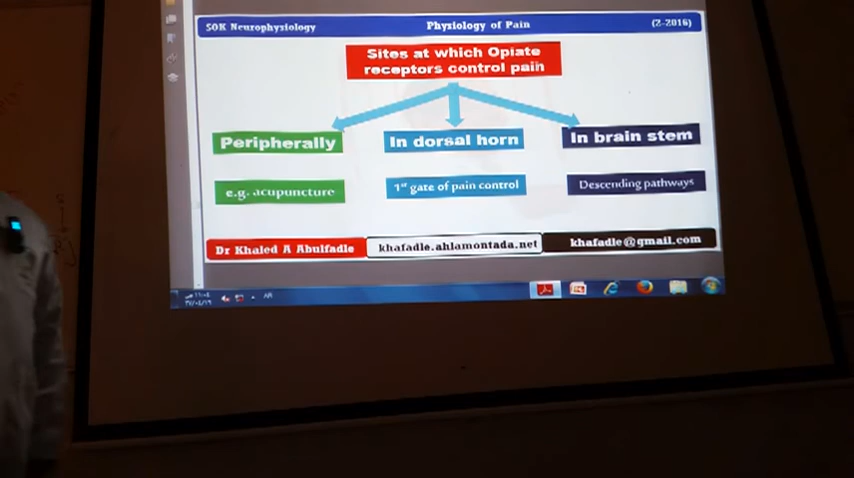 SOK Neurophysiology
Physiology of Pain
(2-2016)
Sites at which Opiate
receptors control pain
Peripherally
In dorsal horn
In brain stem
e.g. acupuncture
1st gate of pain control
Descending pathways
Dr Khaled A Abulfadle
khafadle.ahlamontada.net
khafadle@gmail.com
AR